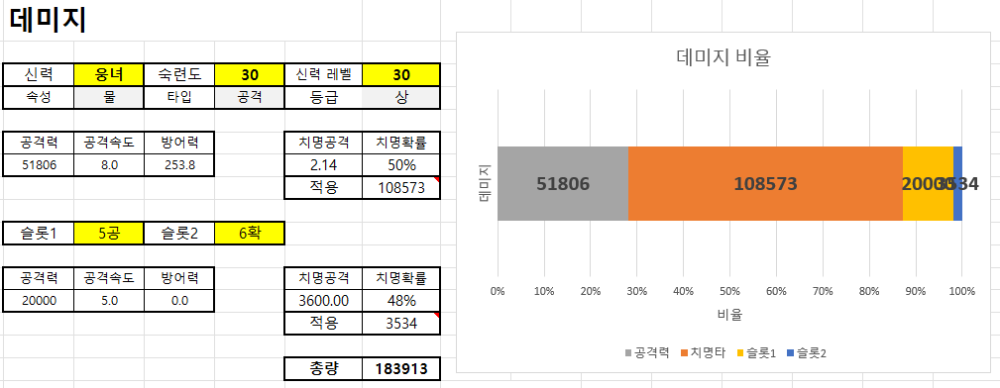 데미지
신력 웅녀 숙련도 30 신력 레벨 30
속성 물 타입 공격 등급 상
공격력 공격속도 방어력 치명공격 치명확률
51806 8.0 253.8 2.14 50%
적용 108573
슬롯1 5공 슬롯2 6확
공격력 공격속도 방어력 치명공격 치명확률
20000 5.0 0.0 3600.00 48%
적용 3534
총량 183913
데미지 비율
데미지
51806 108573 20000 3534
0% 10% 20% 30% 40% 50% 60% 70% 80% 90% 100%
비율
공격력 치명타 슬롯1 슬롯2